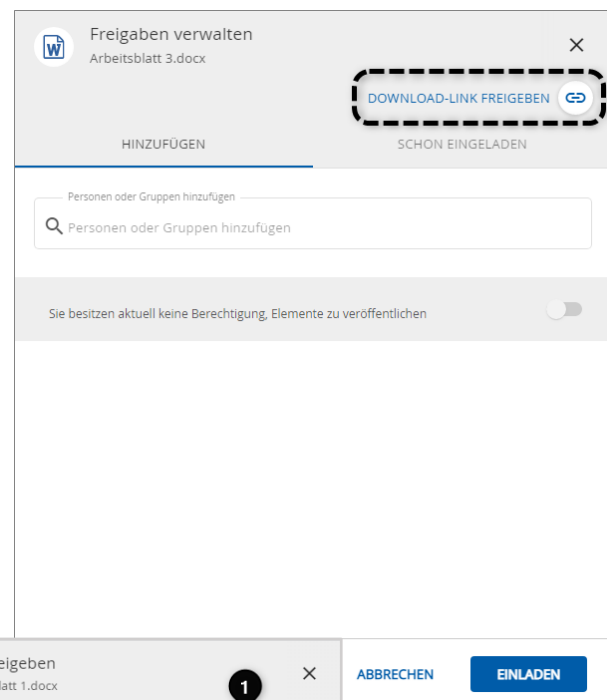 Freigaben verwalten
Arbeitsblatt 3.docx
DOWNLOAD-LINK FREIGEBEN
HINZUFÜGEN
SCHON EINGELADEN
Personen oder Gruppen hinzufügen
Personen oder Gruppen hinzufügen
Sie besitzen aktuell keine Berechtigung, Elemente zu veröffentlichen
eigeben
latt 1.docx
1
ABBRECHEN
EINLADEN